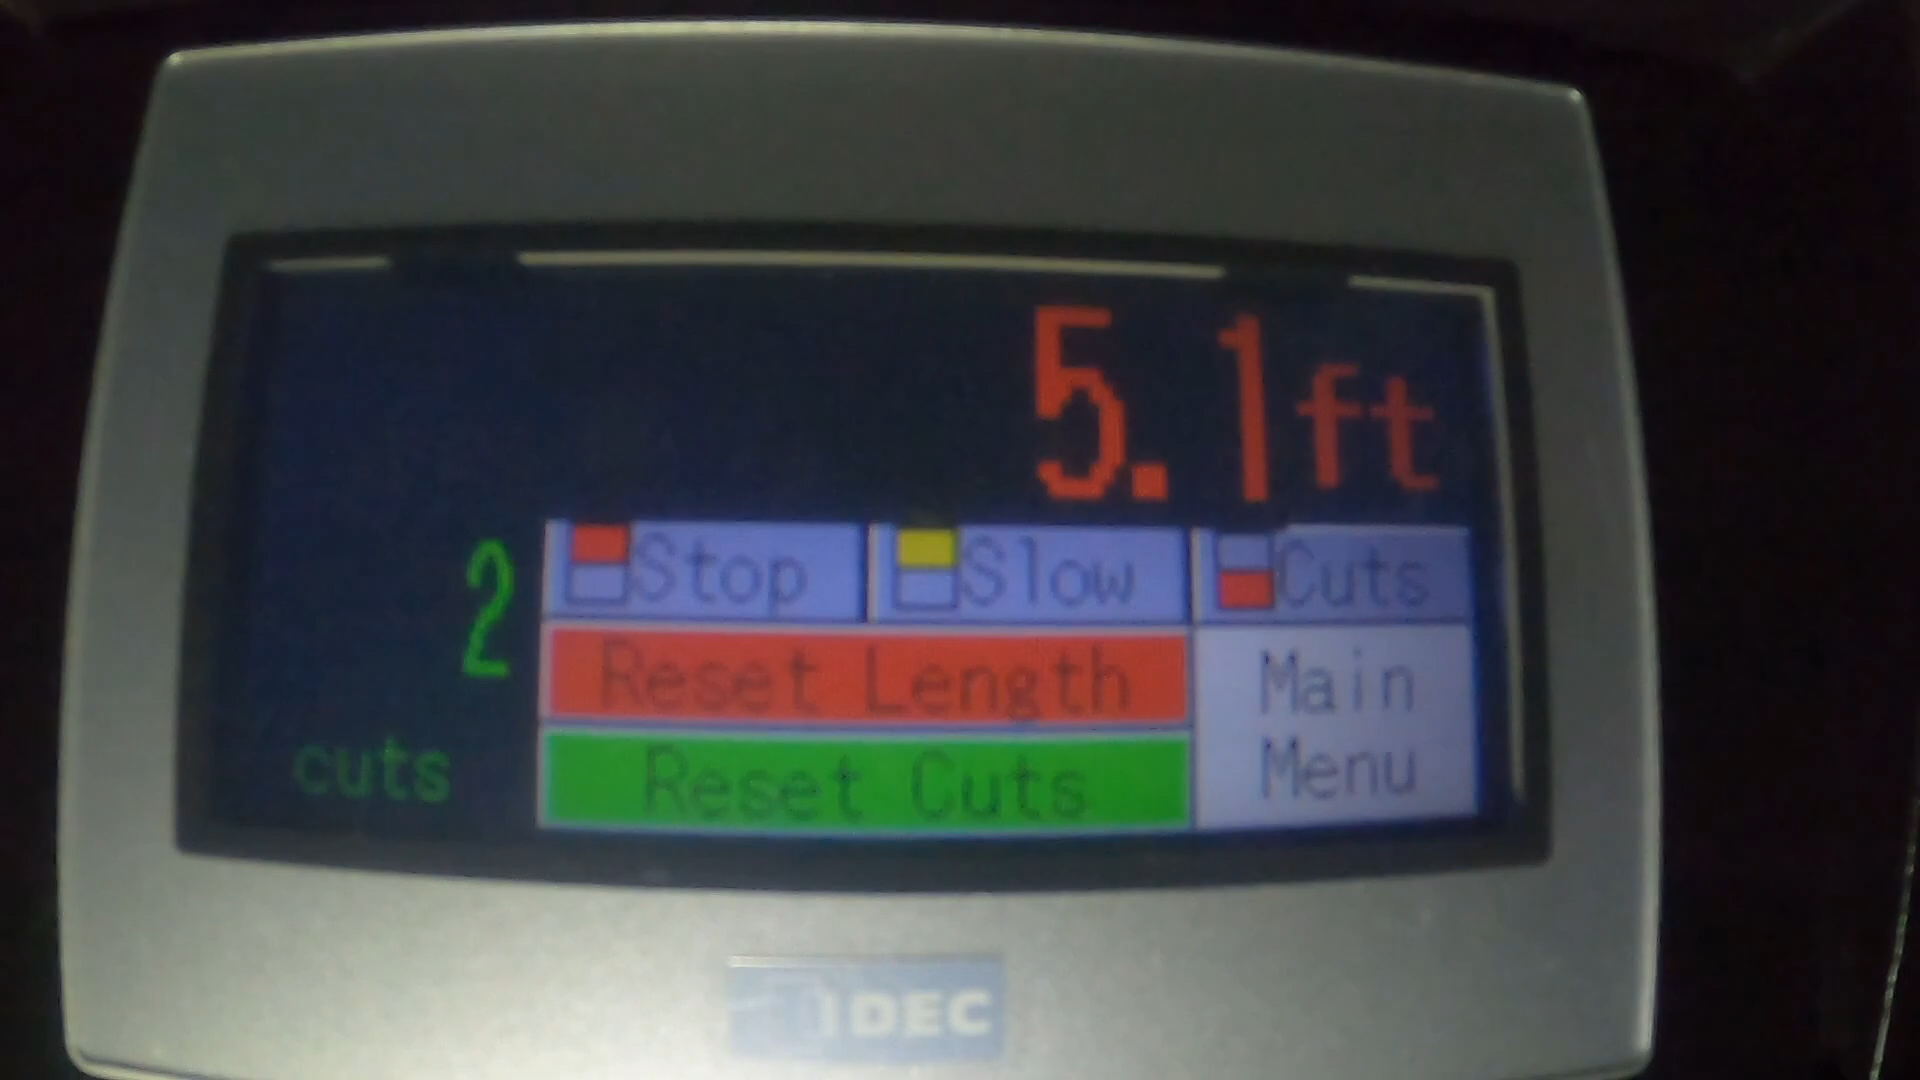 5.1ft
2
Stop
Slow
Cuts
Reset Length
Main
Menu
cuts
Reset Cuts
IDEC